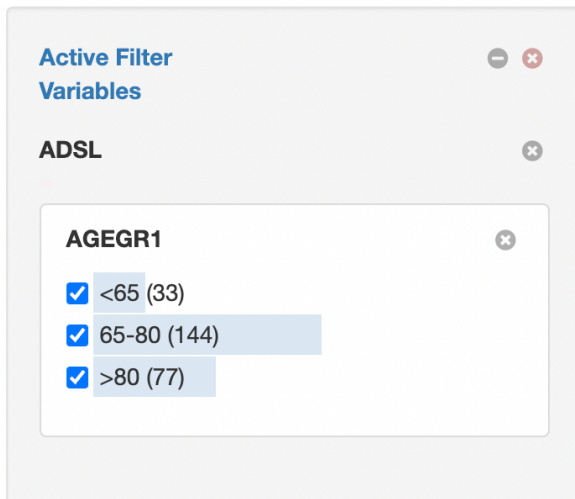 Active Filter
Variables
ADSL
AGEGR1
<65 (33)
65-80 (144)
>80 (77)